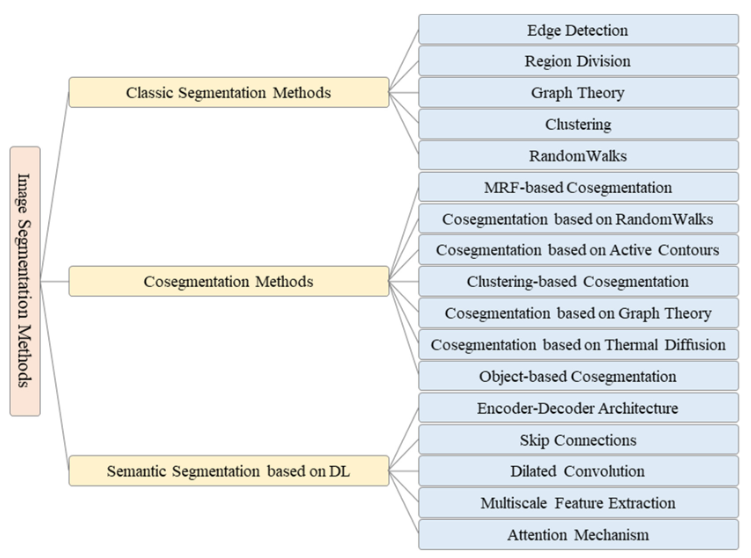 Image Segmentation Methods
Classic Segmentation Methods
Edge Detection
Region Division
Graph Theory
Clustering
RandomWalks
Cosegmentation Methods
MRF-based Cosegmentation
Cosegmentation based on RandomWalks
Cosegmentation based on Active Contours
Clustering-based Cosegmentation
Cosegmentation based on Graph Theory
Cosegmentation based on Thermal Diffusion
Object-based Cosegmentation
Semantic Segmentation based on DL
Encoder-Decoder Architecture
Skip Connections
Dilated Convolution
Multiscale Feature Extraction
Attention Mechanism